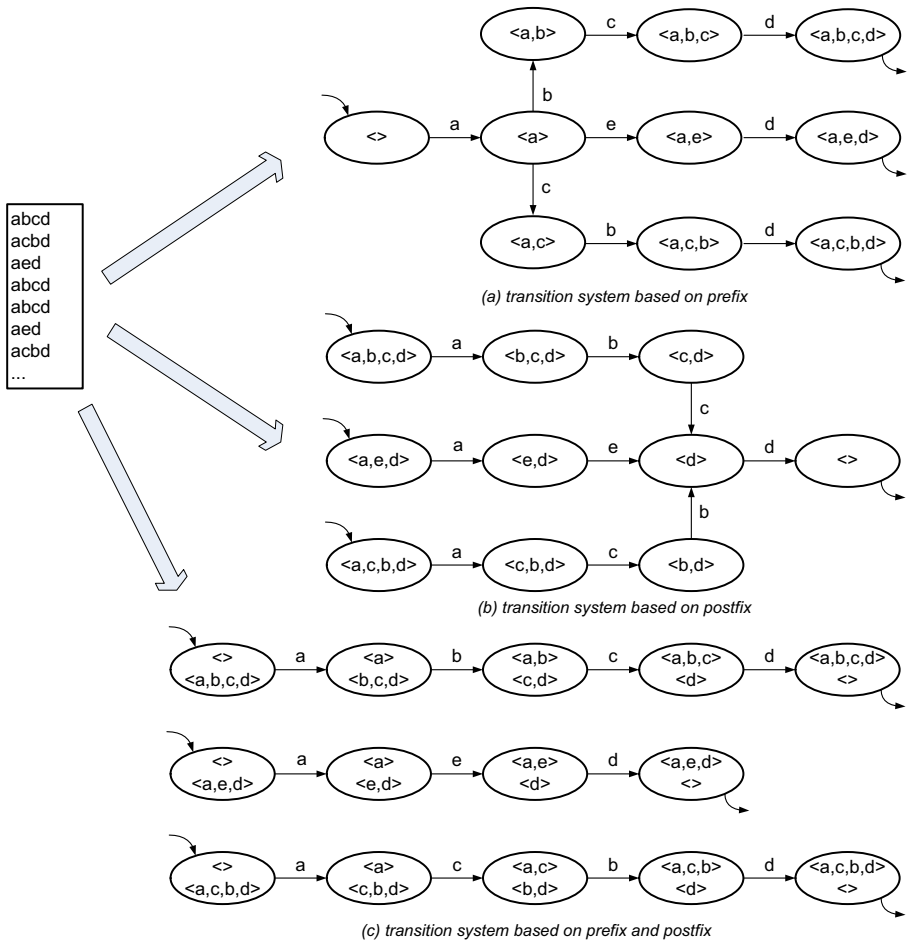 abcd
acbd
aed
abcd
abcd
aed
acbd
...
<a,b> c <a,b,c> d <a,b,c,d>
b
<> a <a> e <a,e> d <a,e,d>
c
<a,c> b <a,c,b> d <a,c,b,d>
(a) transition system based on prefix
<a,b,c,d> a <b,c,d> b <c,d>
c
<a,e,d> a <e,d> e <d> d <>
b
<a,c,b,d> a <c,b,d> c <b,d>
(b) transition system based on postfix
<> a <a> b <a,b> c <a,b,c> d <a,b,c,d>
<a,b,c,d> <b,c,d> <c,d> <d> <>
<> a <a> e <a,e> d <a,e,d>
<a,e,d> <e,d> <d> <>
<> a <a> c <a,c> b <a,c,b> d <a,c,b,d>
<a,c,b,d> <c,b,d> <b,d> <d> <>
(c) transition system based on prefix and postfix